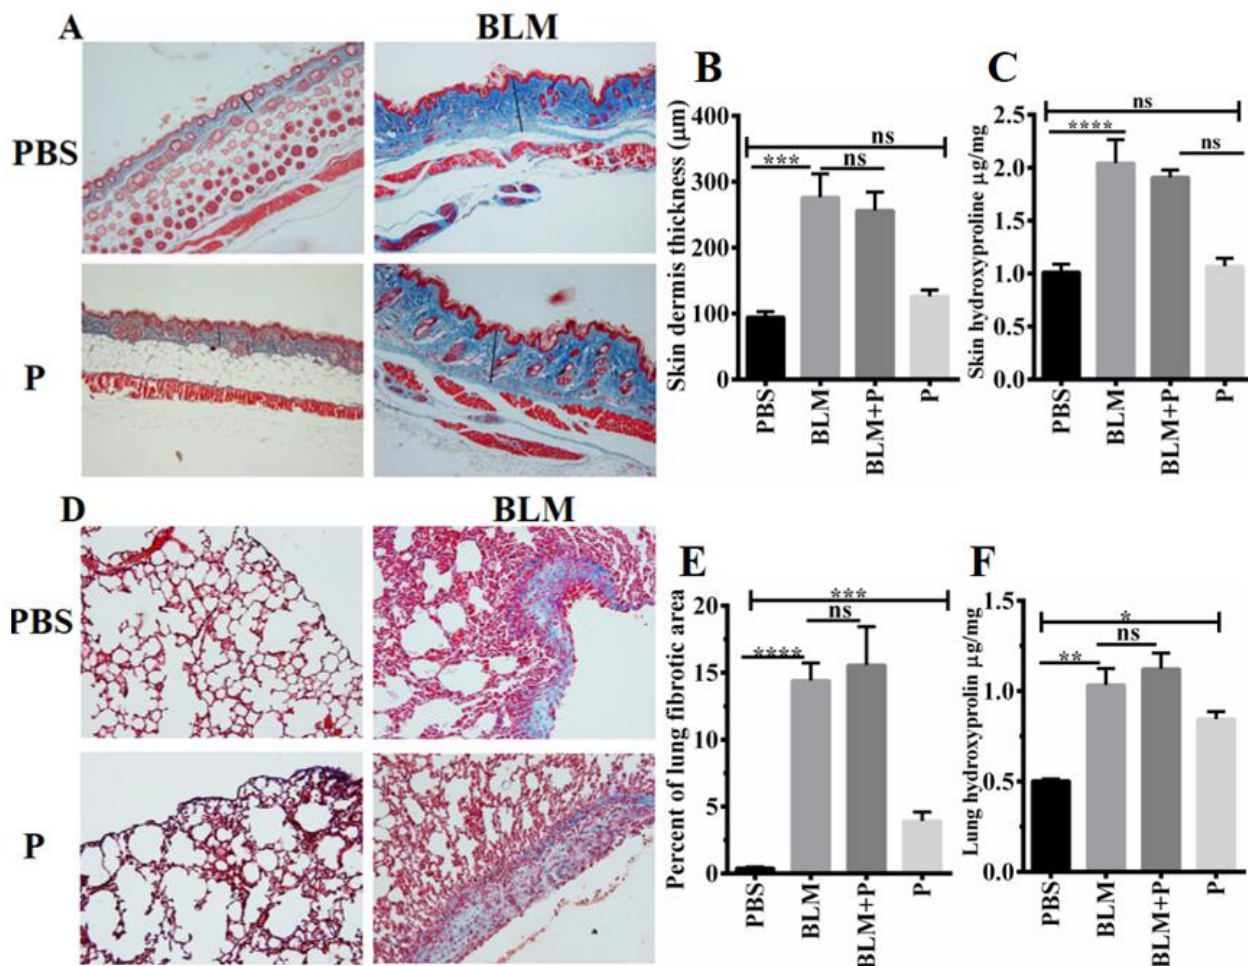 A
BLM
PBS
P
B
Skin dermis thickness (μm)
400
300
200
100
0
ns
***
ns
PBS
BLM
BLM+P
P
C
Skin hydroxyproline μg/mg
2.5
2.0
1.5
1.0
0.5
0.0
ns
****
ns
PBS
BLM
BLM+P
P
D
BLM
PBS
P
E
Percent of lung fibrotic area
20
15
10
5
0
***
ns
****
PBS
BLM
BLM+P
P
F
Lung hydroxyprolin μg/mg
1.5
1.0
0.5
0.0
*
ns
**
PBS
BLM
BLM+P
P